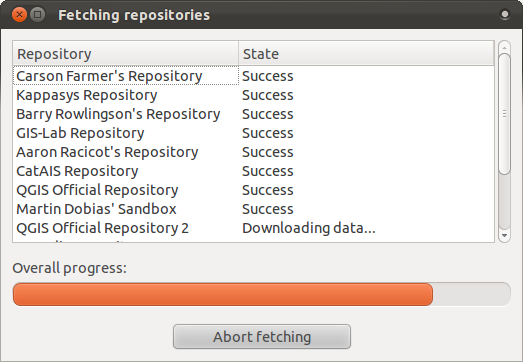 Fetching repositories
Repository State
Carson Farmer's Repository Success
Kappasys Repository Success
Barry Rowlingson's Repository Success
GIS-Lab Repository Success
Aaron Racicot's Repository Success
CatAIS Repository Success
QGIS Official Repository Success
Martin Dobias' Sandbox Success
QGIS Official Repository 2 Downloading data...
Overall progress:
Abort fetching